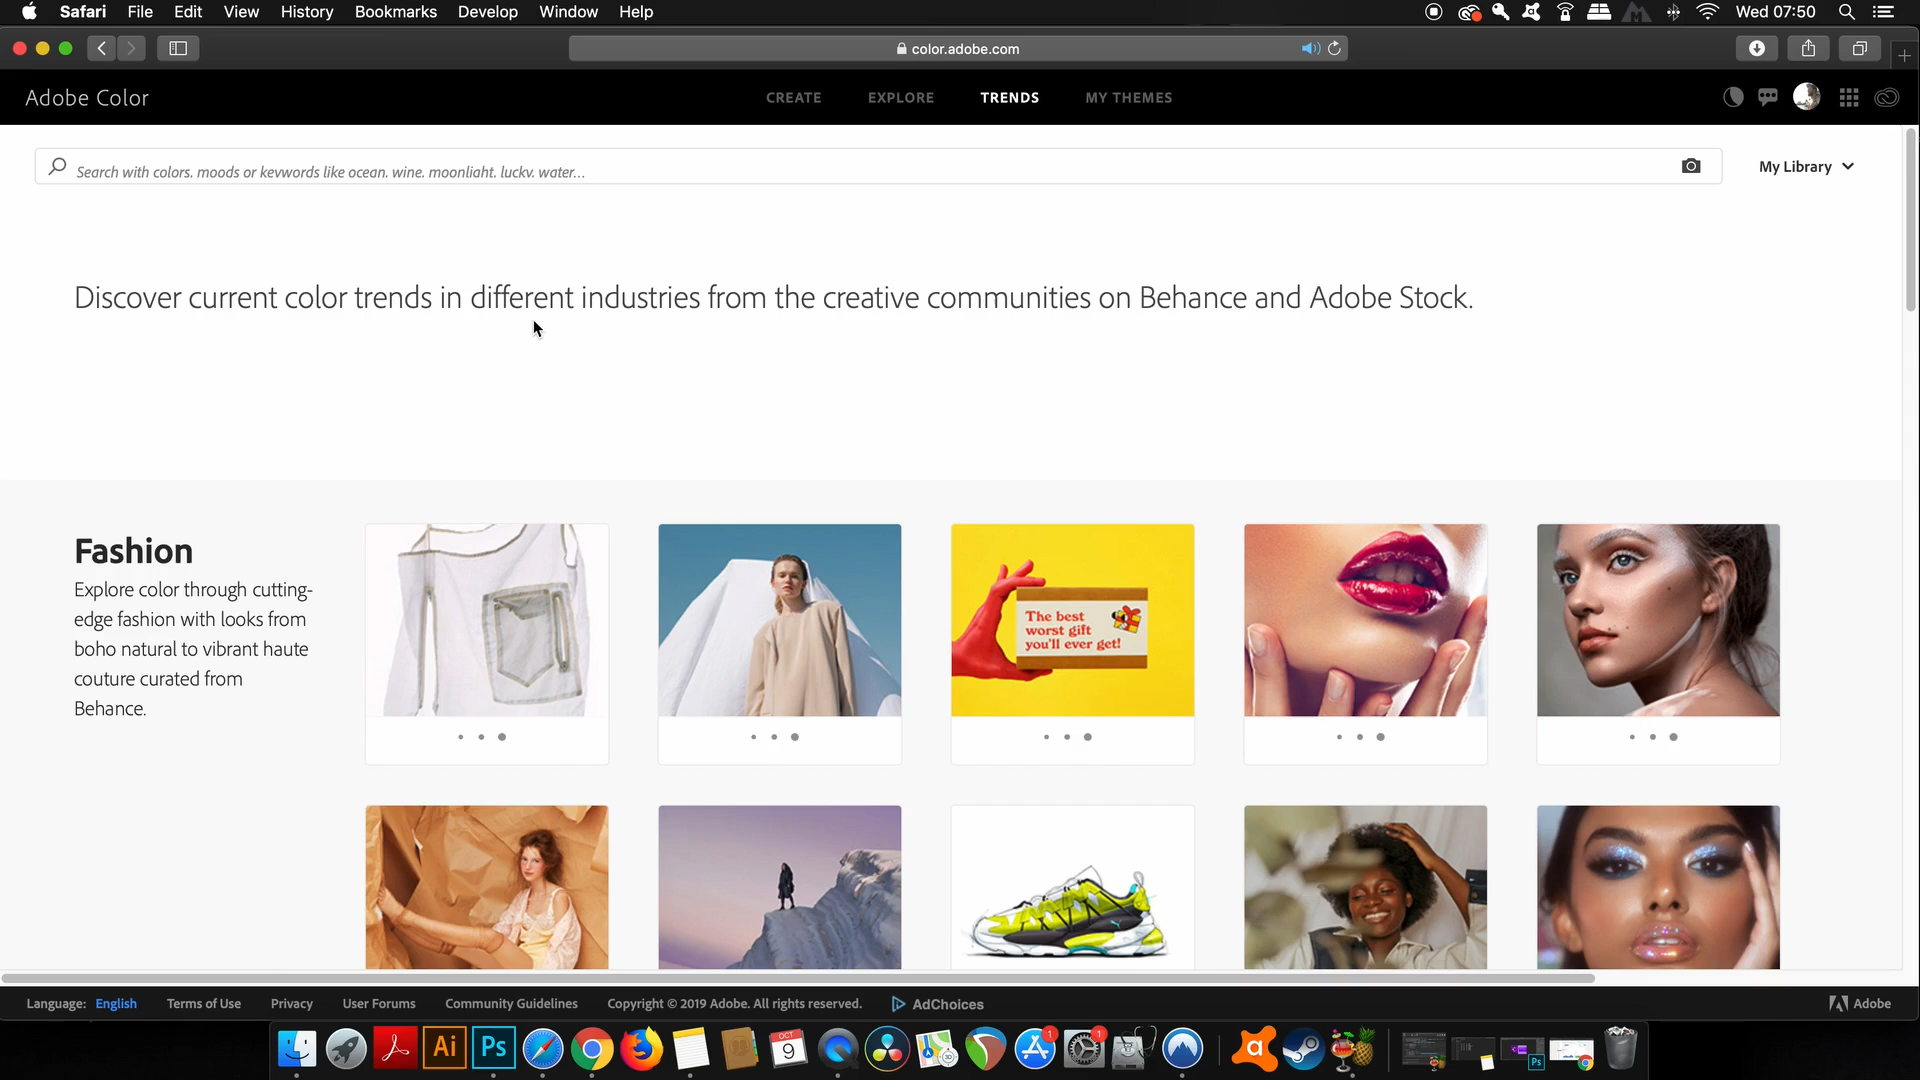 Safari File Edit View History Bookmarks Develop Window Help Wed 07:50
color.adobe.com
Adobe Color CREATE EXPLORE TRENDS MY THEMES
Search with colors, moods or keywords like ocean, wine, moonlight, lucky, water... My Library
Discover current color trends in different industries from the creative communities on Behance and Adobe Stock.
Fashion
Explore color through cutting-
edge fashion with looks from
boho natural to vibrant haute
couture curated from
Behance.
The best
worst gift
you'll ever get!
Language: English Terms of Use Privacy User Forums Community Guidelines Copyright © 2019 Adobe. All rights reserved. AdChoices Adobe
Ai Ps OCT 9 3D 1 1 a Ps